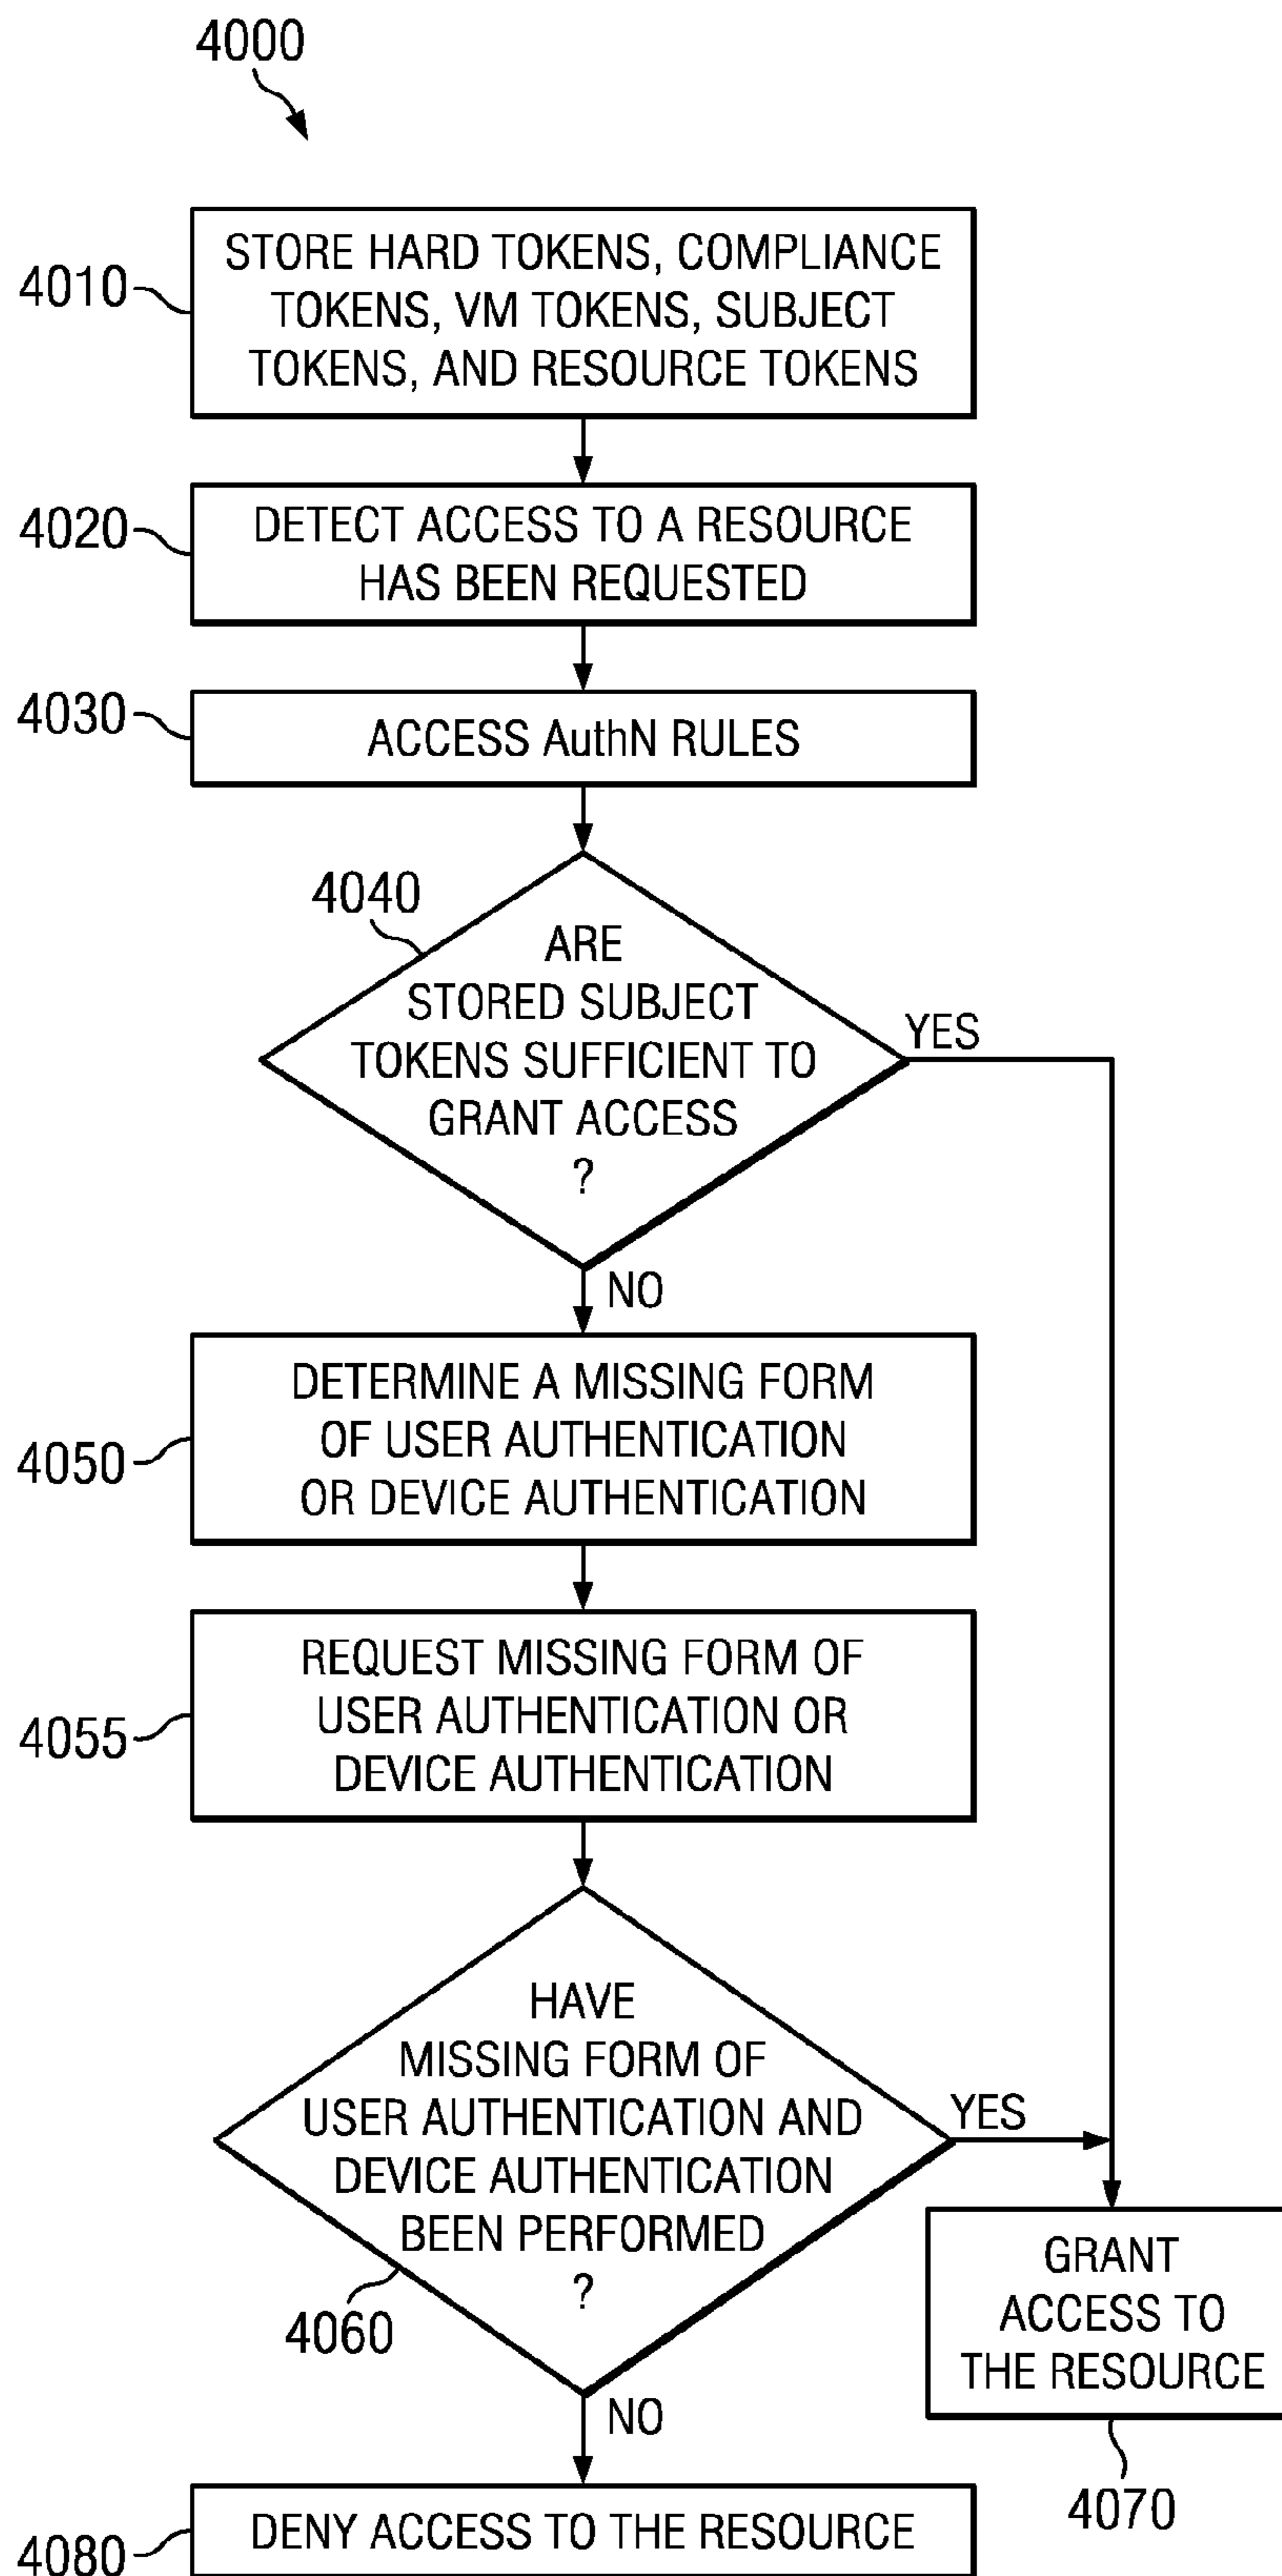 4000
4010
STORE HARD TOKENS, COMPLIANCE
TOKENS, VM TOKENS, SUBJECT
TOKENS, AND RESOURCE TOKENS
4020
DETECT ACCESS TO A RESOURCE
HAS BEEN REQUESTED
4030
ACCESS AuthN RULES
4040
ARE
STORED SUBJECT
TOKENS SUFFICIENT TO
GRANT ACCESS
?
YES
NO
4050
DETERMINE A MISSING FORM
OF USER AUTHENTICATION
OR DEVICE AUTHENTICATION
4055
REQUEST MISSING FORM OF
USER AUTHENTICATION OR
DEVICE AUTHENTICATION
HAVE
MISSING FORM OF
USER AUTHENTICATION AND
DEVICE AUTHENTICATION
BEEN PERFORMED
?
4060
YES
NO
GRANT
ACCESS TO
THE RESOURCE
4070
4080
DENY ACCESS TO THE RESOURCE